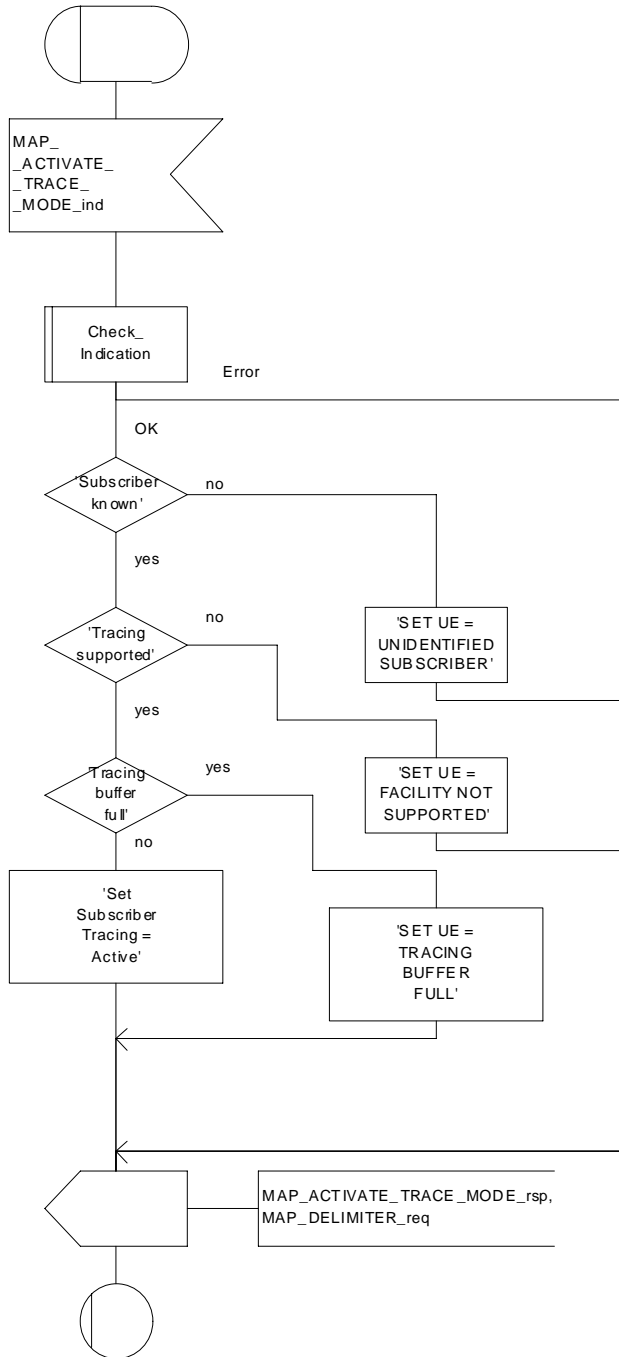 MAP_
_ACTIVATE_
_TRACE_
_MODE_ind
Check_
Indication
Error
OK
'Subscriber
known'
no
yes
'Tracing
supported'
no
'SET UE =
UNIDENTIFIED
SUBSCRIBER'
yes
'Tracing
buffer
full'
yes
'SET UE =
FACILITY NOT
SUPPORTED'
no
'Set
Subscriber
Tracing =
Active'
'SET UE =
TRACING
BUFFER
FULL'
MAP_ACTIVATE_TRACE_MODE_rsp,
MAP_DELIMITER_req